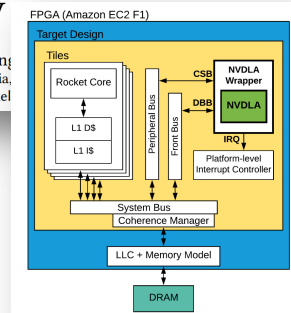 FPGA (Amazon EC2 F1)
Target Design
Tiles
Rocket Core
L1 D$
L1 I$
Peripheral Bus
Front Bus
CSB
DBB
NVDLA
Wrapper
NVDLA
IRQ
Platform-level
Interrupt Controller
System Bus
Coherence Manager
LLC + Memory Model
DRAM